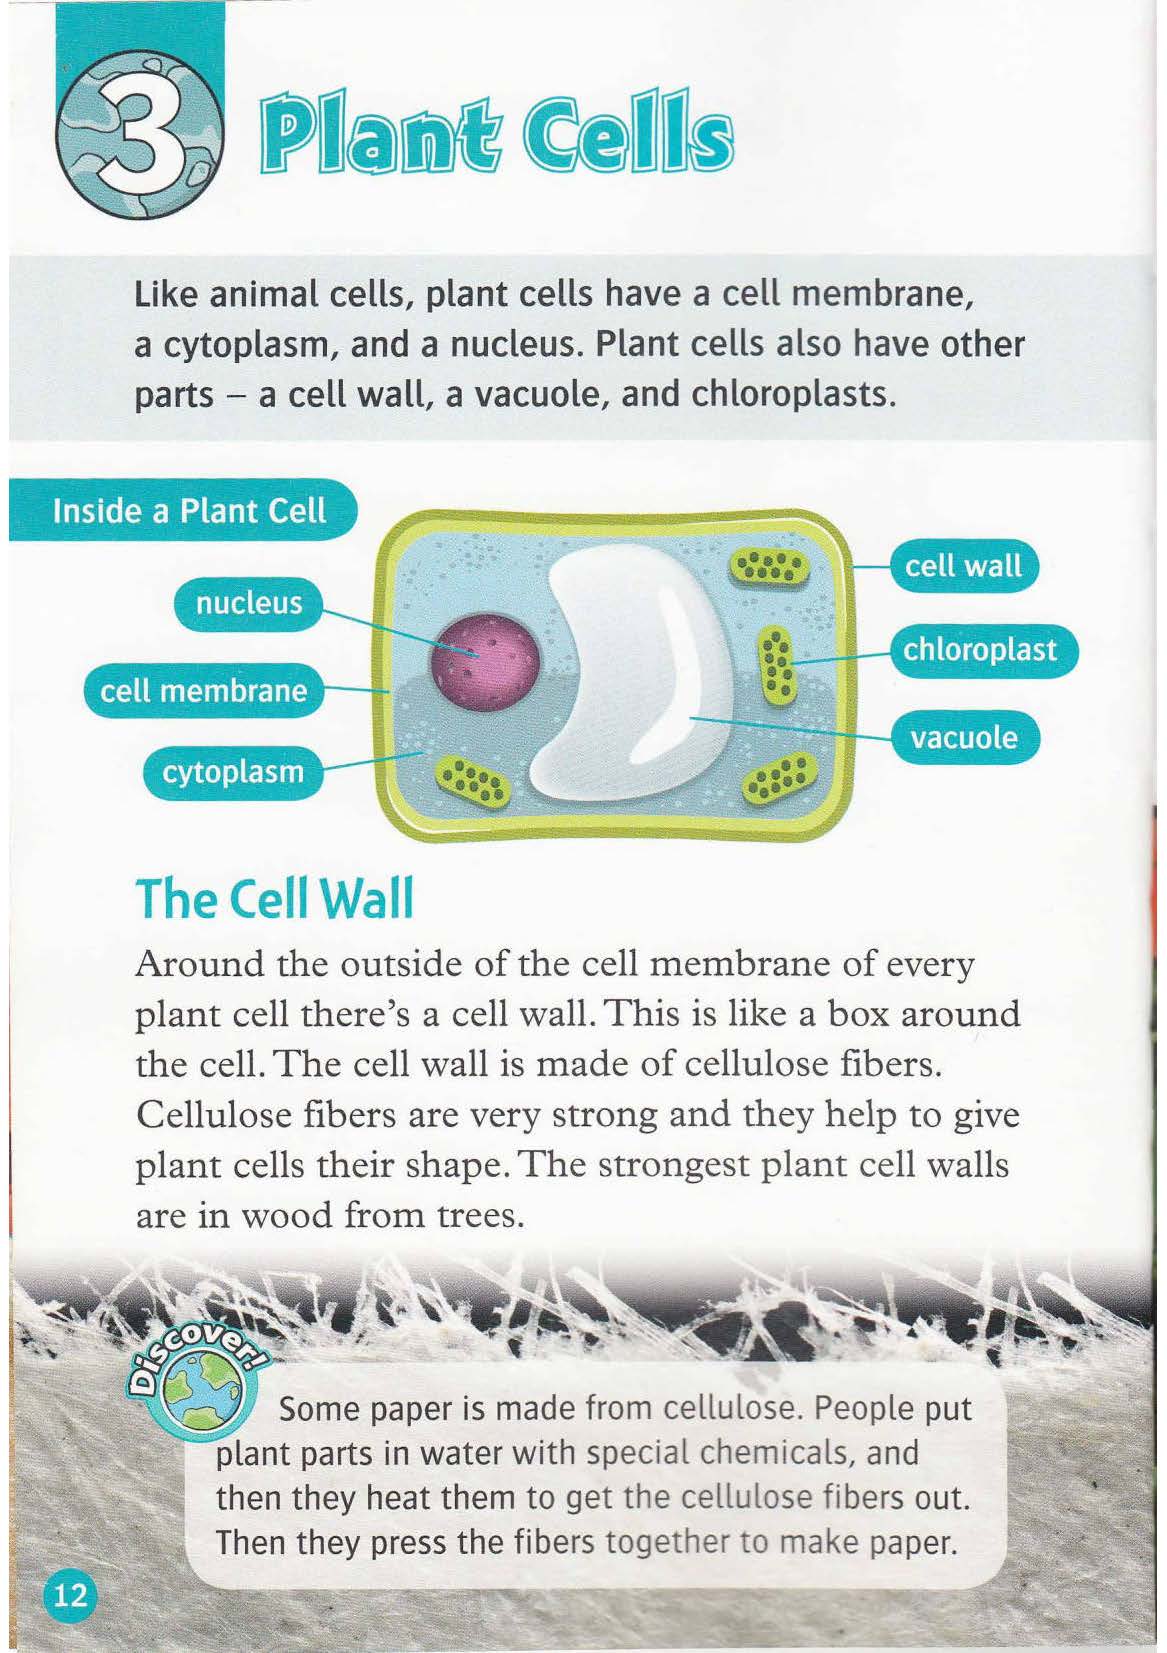 3
Plant Cells
Like animal cells, plant cells have a cell membrane,
a cytoplasm, and a nucleus. Plant cells also have other
parts – a cell wall, a vacuole, and chloroplasts.
Inside a Plant Cell
nucleus
cell membrane
cytoplasm
cell wall
chloroplast
vacuole
The Cell Wall
Around the outside of the cell membrane of every
plant cell there's a cell wall. This is like a box around
the cell. The cell wall is made of cellulose fibers.
Cellulose fibers are very strong and they help to give
plant cells their shape. The strongest plant cell walls
are in wood from trees.
Discover!
Some paper is made from cellulose. People put
plant parts in water with special chemicals, and
then they heat them to get the cellulose fibers out.
Then they press the fibers together to make paper.
12